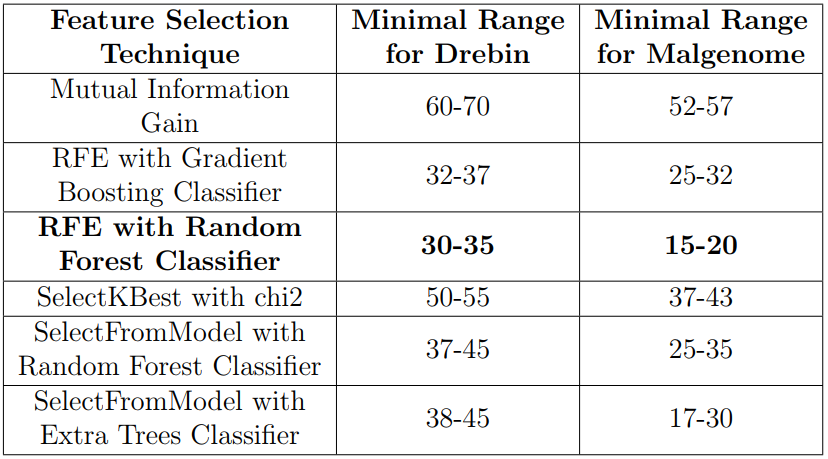 Feature Selection Technique Minimal Range for Drebin Minimal Range for Malgenome
Mutual Information Gain 60-70 52-57
RFE with Gradient Boosting Classifier 32-37 25-32
RFE with Random Forest Classifier 30-35 15-20
SelectKBest with chi2 50-55 37-43
SelectFromModel with Random Forest Classifier 37-45 25-35
SelectFromModel with Extra Trees Classifier 38-45 17-30